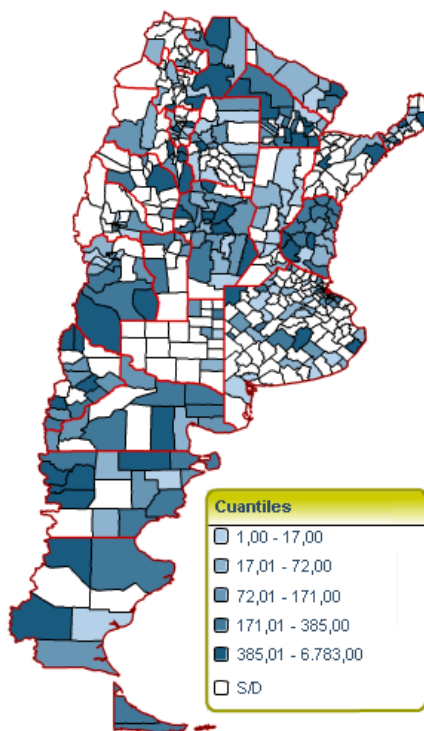 Cuantiles
1,00 - 17,00
17,01 - 72,00
72,01 - 171,00
171,01 - 385,00
385,01 - 6.783,00
S/D